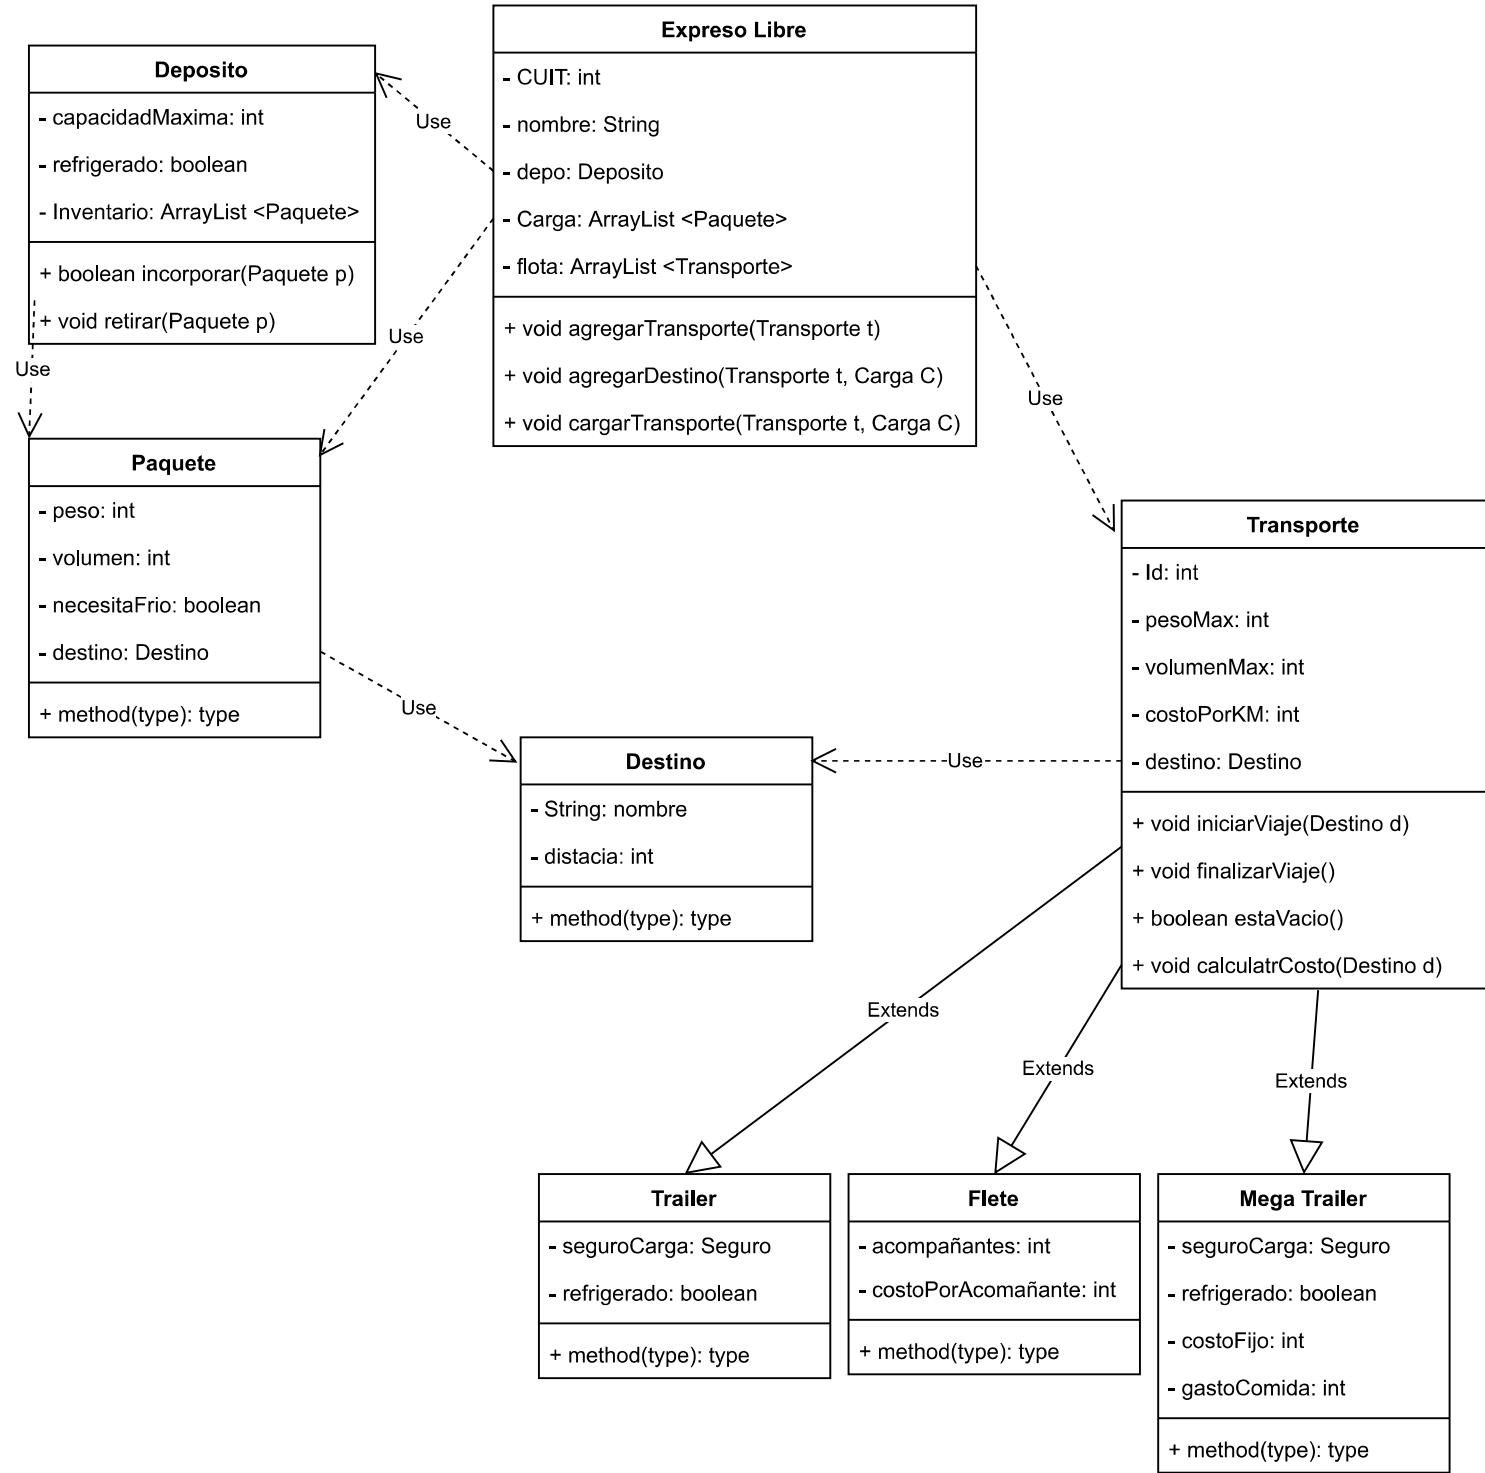 Expreso Libre
- CUIT: int
- nombre: String
- depo: Deposito
- Carga: ArrayList <Paquete>
- flota: ArrayList <Transporte>
+ void agregarTransporte(Transporte t)
+ void agregarDestino(Transporte t, Carga C)
+ void cargarTransporte(Transporte t, Carga C)
Deposito
- capacidadMaxima: int
- refrigerado: boolean
- Inventario: ArrayList <Paquete>
+ boolean incorporar(Paquete p)
+ void retirar(Paquete p)
Use
Use
Use
Use
Paquete
- peso: int
- volumen: int
- necesitaFrio: boolean
- destino: Destino
+ method(type): type
Use
Transporte
- Id: int
- pesoMax: int
- volumenMax: int
- costoPorKM: int
- destino: Destino
+ void iniciarViaje(Destino d)
+ void finalizarViaje()
+ boolean estaVacio()
+ void calculatrCosto(Destino d)
Use
Destino
- String: nombre
- distacia: int
+ method(type): type
Extends
Extends
Extends
Trailer
- seguroCarga: Seguro
- refrigerado: boolean
+ method(type): type
Flete
- acompañantes: int
- costoPorAcomañante: int
+ method(type): type
Mega Trailer
- seguroCarga: Seguro
- refrigerado: boolean
- costoFijo: int
- gastoComida: int
+ method(type): type